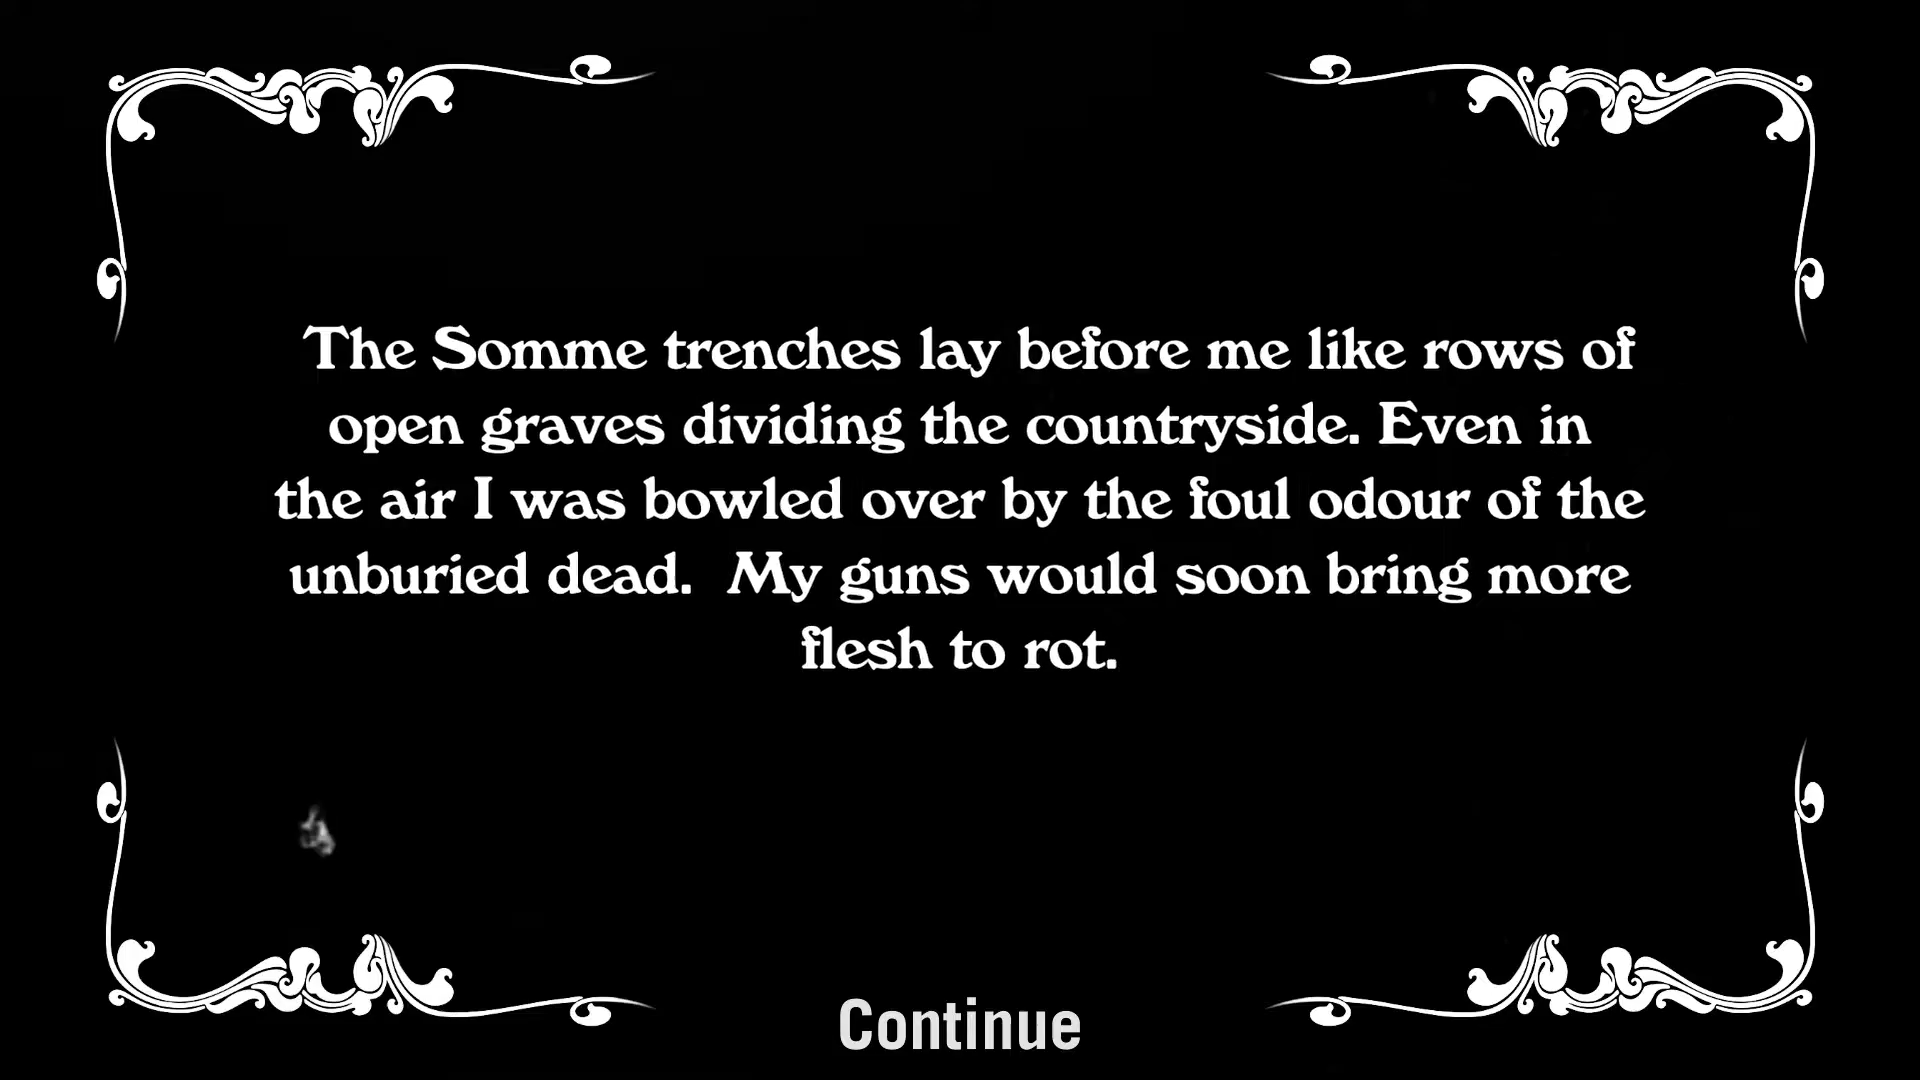 The Somme trenches lay before me like rows of
open graves dividing the countryside. Even in
the air I was bowled over by the foul odour of the
unburied dead.  My guns would soon bring more
flesh to rot.
Continue